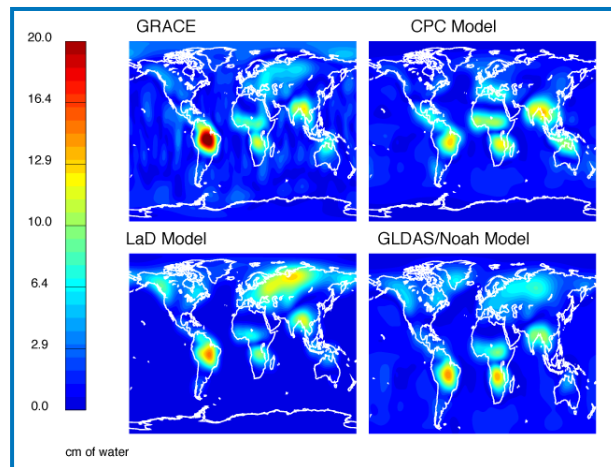 GRACE
CPC Model
20.0
16.4
12.9
10.0
6.4
2.9
0.0
LaD Model
GLDAS/Noah Model
cm of water